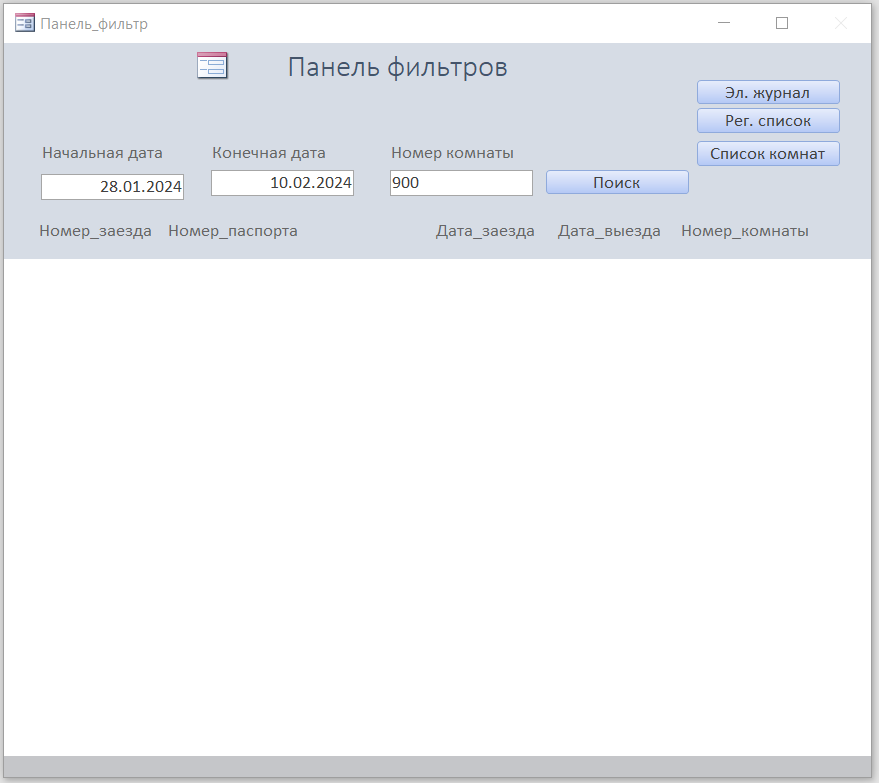 Панель_фильтр
Панель фильтров
Эл. журнал
Рег. список
Список комнат
Начальная дата Конечная дата Номер комнаты
28.01.2024 10.02.2024 900 Поиск
Номер_заезда Номер_паспорта Дата_заезда Дата_выезда Номер_комнаты